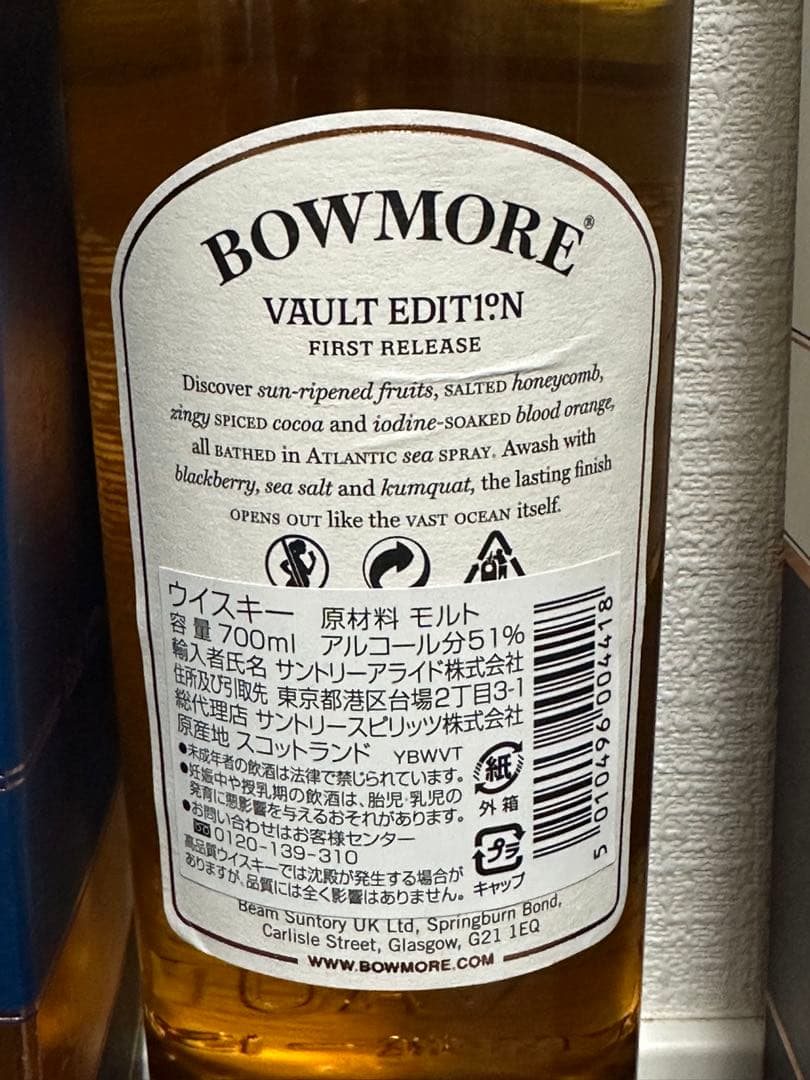 BOWMORE®
VAULT EDIT1ºN
FIRST RELEASE
Discover sun-ripened fruits, SALTED honeycomb,
zingy SPICED cocoa and iodine-SOAKED blood orange,
all BATHED in ATLANTIC sea SPRAY. Awash with
blackberry, sea salt and kumquat, the lasting finish
OPENS OUT like the VAST OCEAN itself.
ウイスキー 原材料 モルト
容量 700ml アルコール分51%
輸入者氏名 サントリーアライド株式会社
住所及び引取先 東京都港区台場2丁目3-1
総代理店 サントリースピリッツ株式会社
原産地 スコットランド YBWVT
●未成年者の飲酒は法律で禁じられています。
●妊娠中や授乳期の飲酒は、胎児・乳児の
発育に悪影響を与えるおそれがあります。
●お問い合わせはお客様センター
0120-139-310
高品質ウイスキーでは沈殿が発生する場合が
ありますが、品質には全く影響はありません。
紙
外箱
プラ
キャップ
5 010496 004418
Beam Suntory UK Ltd, Springburn Bond,
Carlisle Street, Glasgow, G21 1EQ
WWW.BOWMORE.COM